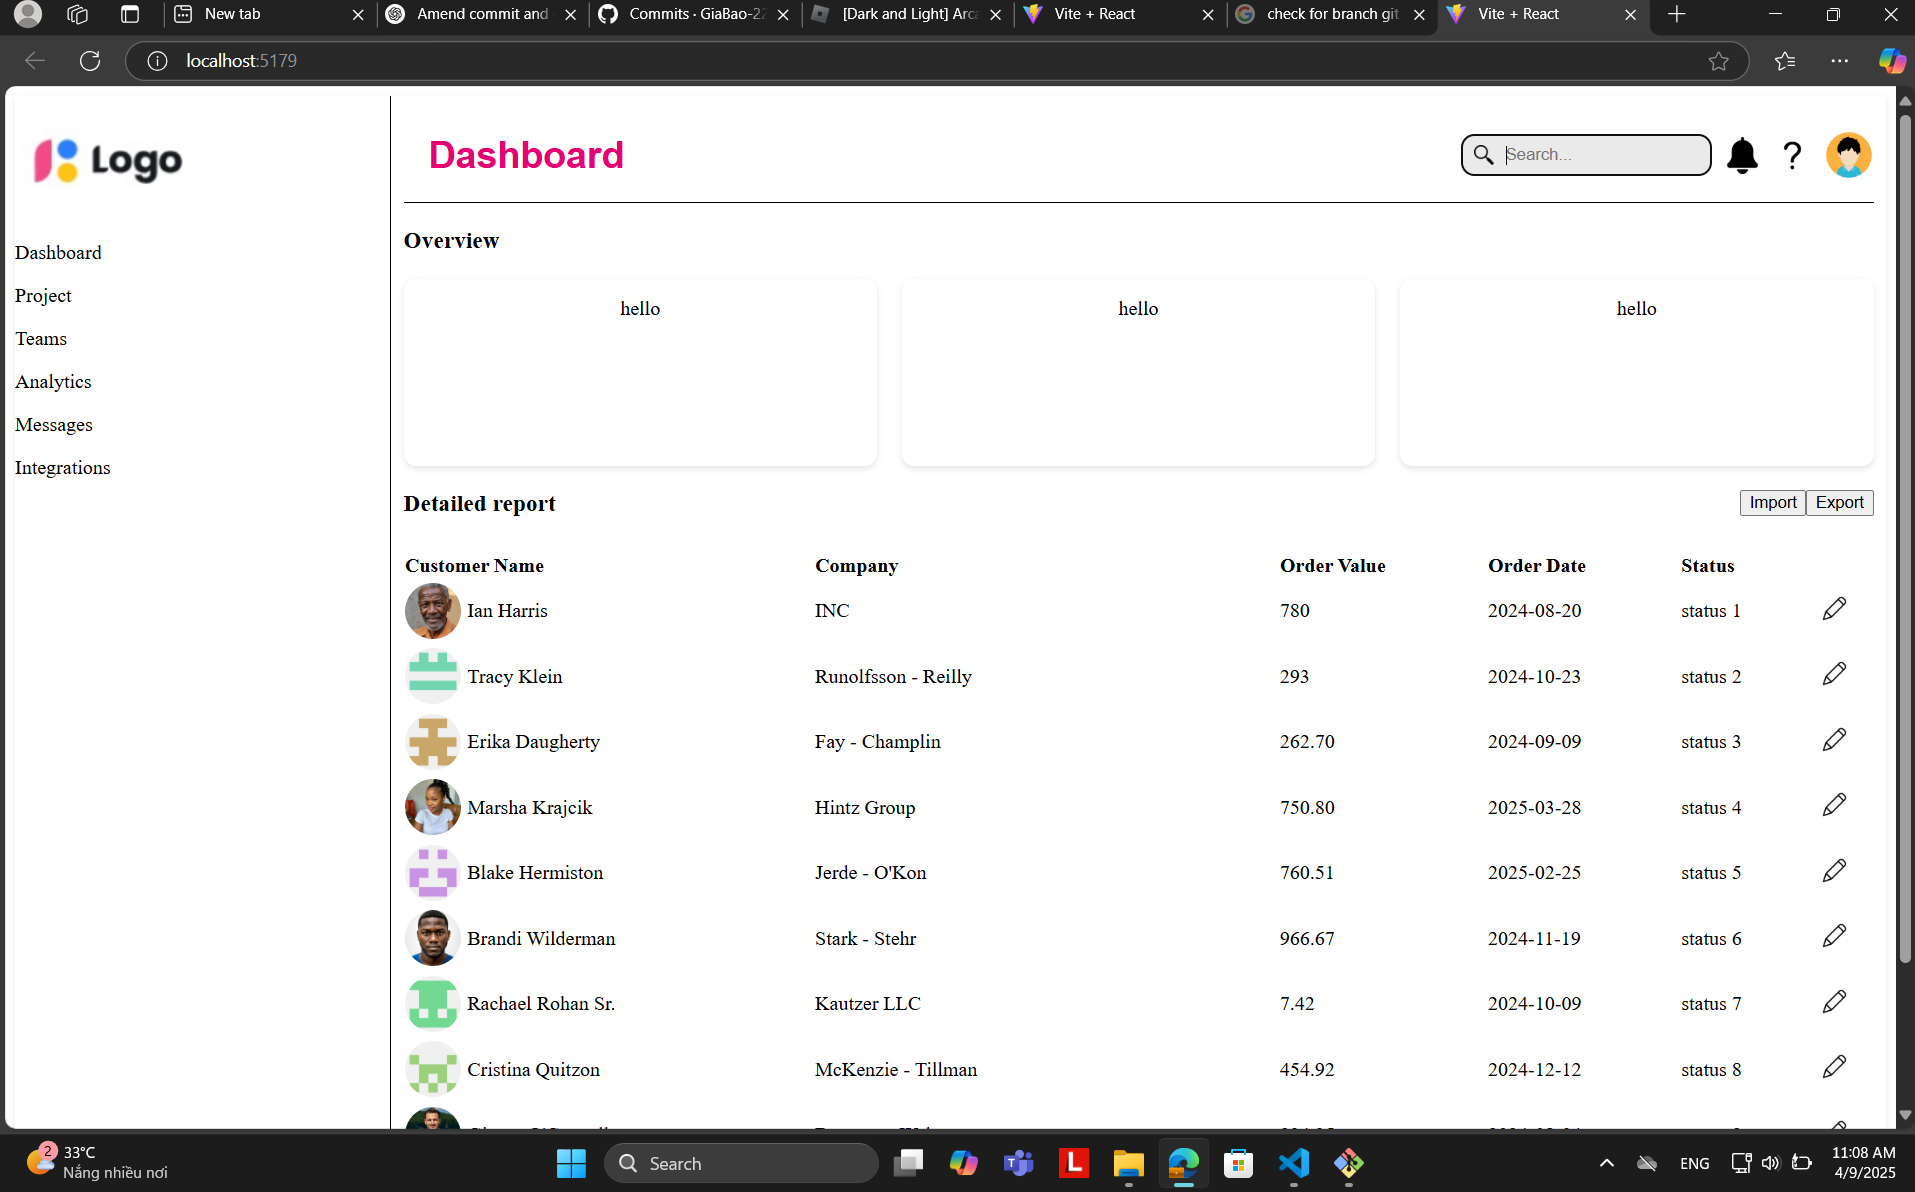 New tab
Amend commit and
Commits · GiaBao-22
[Dark and Light] Arca
Vite + React
check for branch git
Vite + React
localhost:5179
Logo
Dashboard
Search...
Dashboard
Project
Teams
Analytics
Messages
Integrations
Overview
hello hello hello
Detailed report
Import Export
Customer Name Company Order Value Order Date Status
Ian Harris INC 780 2024-08-20 status 1
Tracy Klein Runolfsson - Reilly 293 2024-10-23 status 2
Erika Daugherty Fay - Champlin 262.70 2024-09-09 status 3
Marsha Krajcik Hintz Group 750.80 2025-03-28 status 4
Blake Hermiston Jerde - O'Kon 760.51 2025-02-25 status 5
Brandi Wilderman Stark - Stehr 966.67 2024-11-19 status 6
Rachael Rohan Sr. Kautzer LLC 7.42 2024-10-09 status 7
Cristina Quitzon McKenzie - Tillman 454.92 2024-12-12 status 8
2
33°C
Nắng nhiều nơi
Search
ENG
11:08 AM
4/9/2025